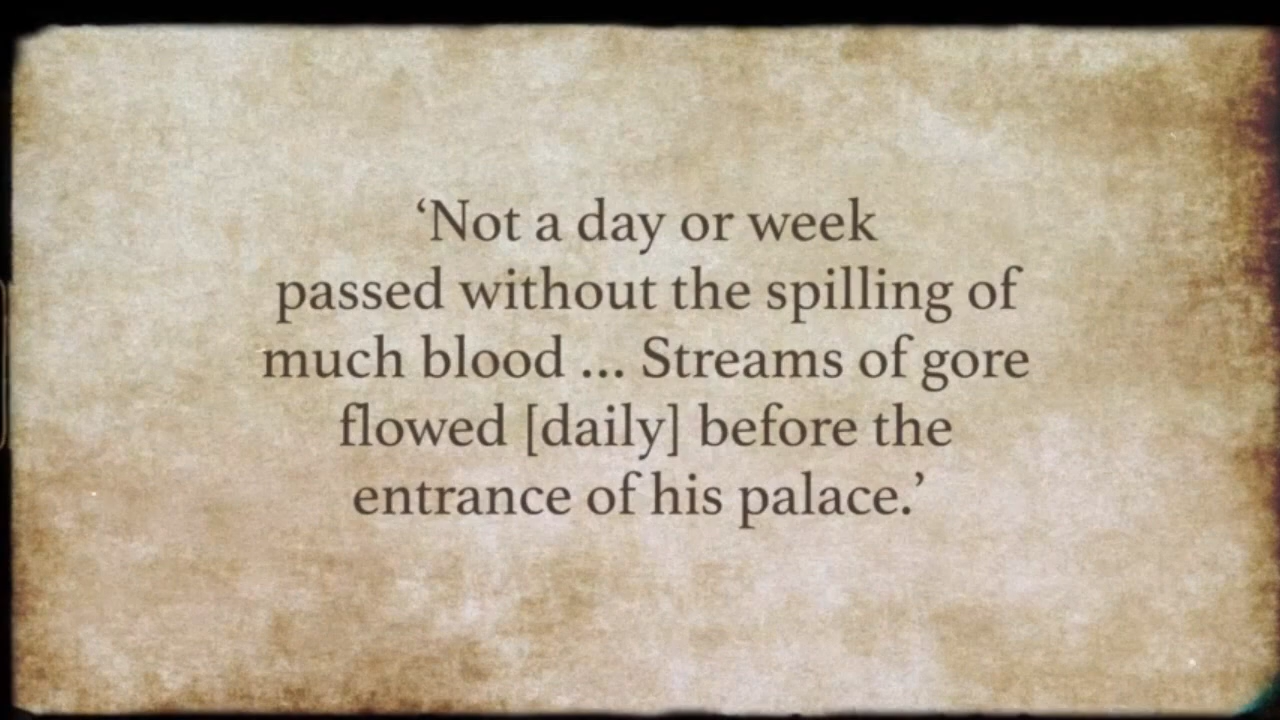 ‘Not a day or week
passed without the spilling of
much blood ... Streams of gore
flowed [daily] before the
entrance of his palace.’